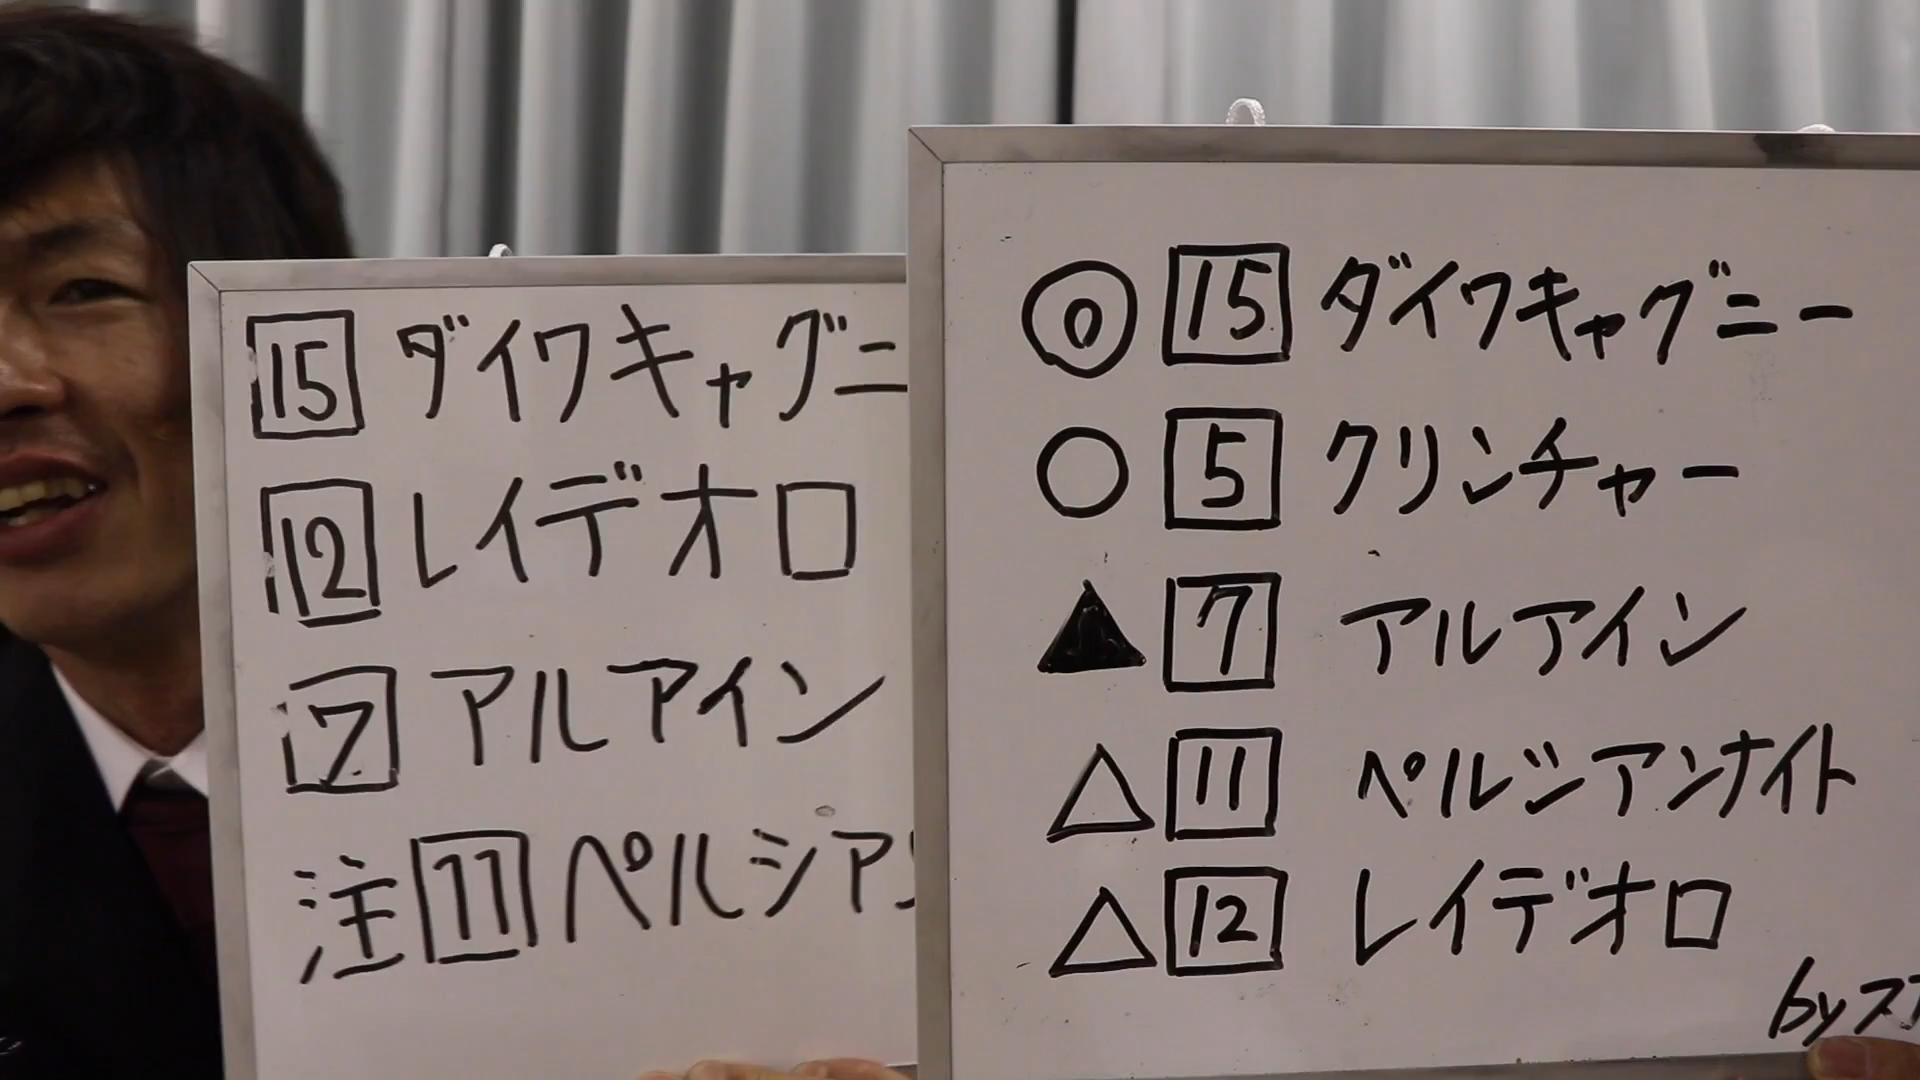 15 ダイワキャグニ
12 レイデオロ
7 アルアイン
注 11 ペルシア
◎ 15 ダイワキャグニー
○ 5 クリンチャー
▲ 7 アルアイン
△ 11 ペルシアンナイト
△ 12 レイデオロ
by ス